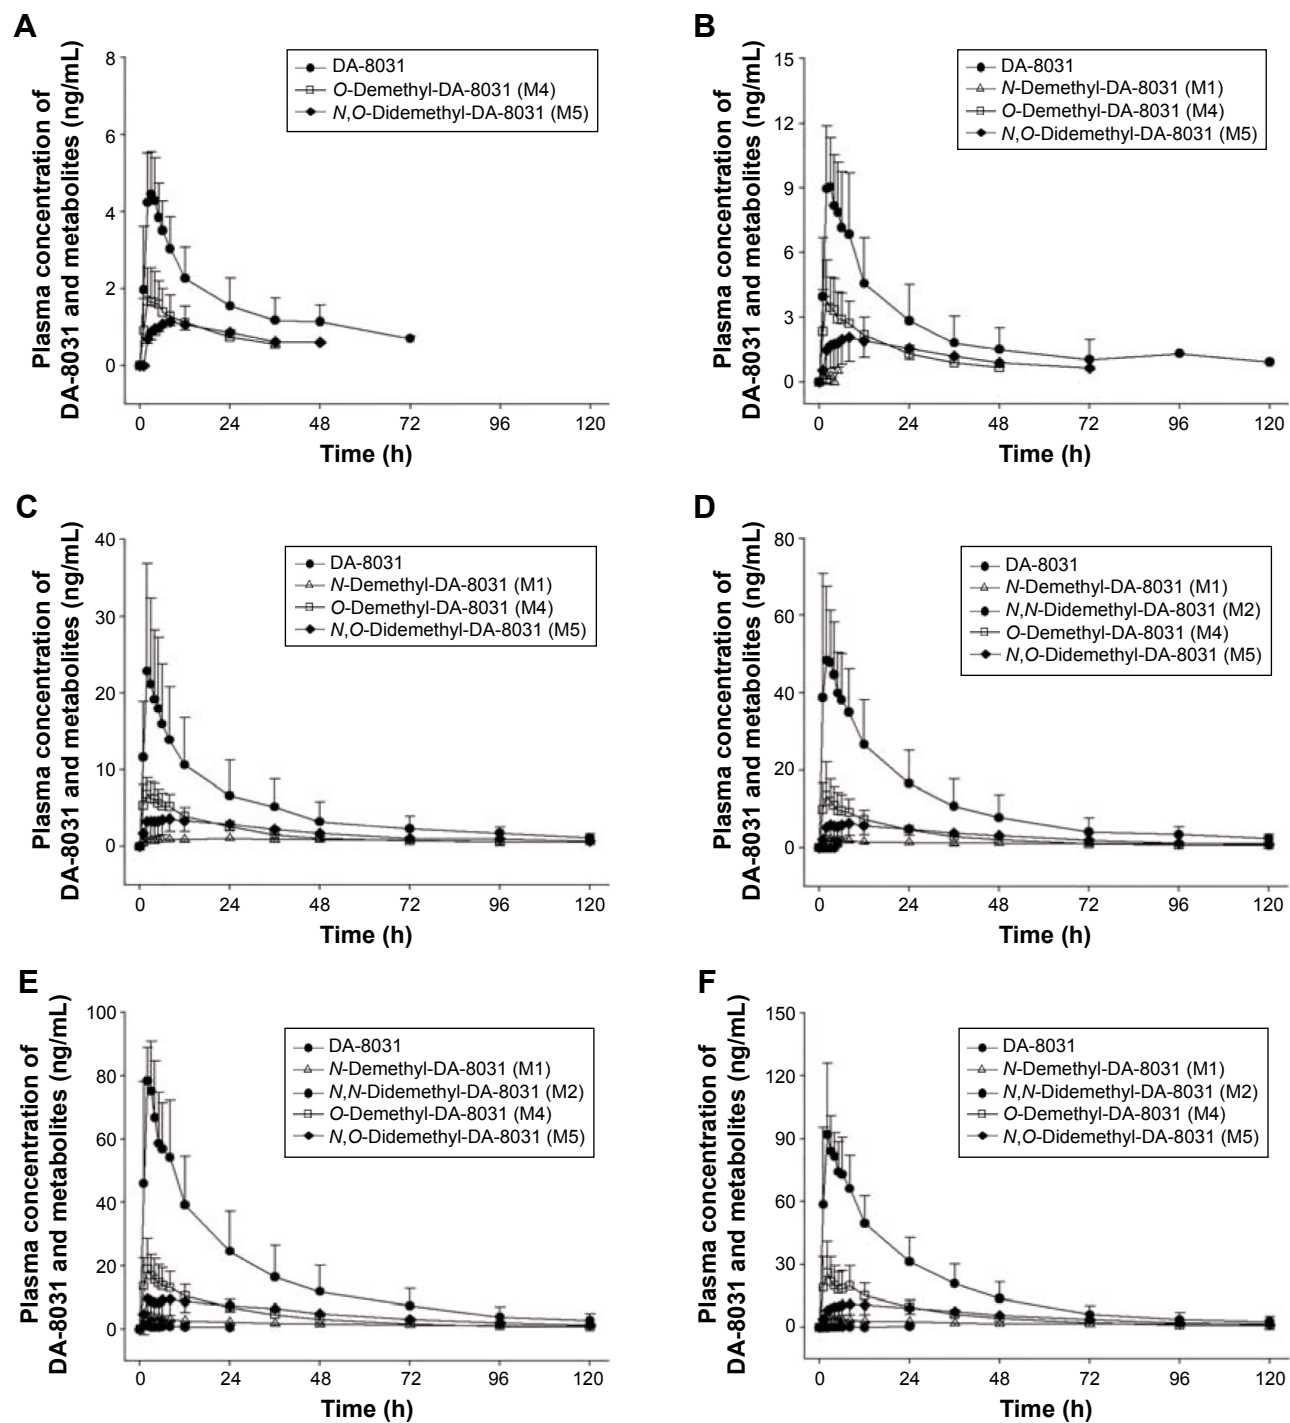 A
Plasma concentration of
DA-8031 and metabolites (ng/mL)
8
6
4
2
0
DA-8031
O-Demethyl-DA-8031 (M4)
N,O-Didemethyl-DA-8031 (M5)
0 24 48 72 96 120
Time (h)
B
Plasma concentration of
DA-8031 and metabolites (ng/mL)
15
12
9
6
3
0
DA-8031
N-Demethyl-DA-8031 (M1)
O-Demethyl-DA-8031 (M4)
N,O-Didemethyl-DA-8031 (M5)
0 24 48 72 96 120
Time (h)
C
Plasma concentration of
DA-8031 and metabolites (ng/mL)
40
30
20
10
0
DA-8031
N-Demethyl-DA-8031 (M1)
O-Demethyl-DA-8031 (M4)
N,O-Didemethyl-DA-8031 (M5)
0 24 48 72 96 120
Time (h)
D
Plasma concentration of
DA-8031 and metabolites (ng/mL)
80
60
40
20
0
DA-8031
N-Demethyl-DA-8031 (M1)
N,N-Didemethyl-DA-8031 (M2)
O-Demethyl-DA-8031 (M4)
N,O-Didemethyl-DA-8031 (M5)
0 24 48 72 96 120
Time (h)
E
Plasma concentration of
DA-8031 and metabolites (ng/mL)
100
80
60
40
20
0
DA-8031
N-Demethyl-DA-8031 (M1)
N,N-Didemethyl-DA-8031 (M2)
O-Demethyl-DA-8031 (M4)
N,O-Didemethyl-DA-8031 (M5)
0 24 48 72 96 120
Time (h)
F
Plasma concentration of
DA-8031 and metabolites (ng/mL)
150
120
90
60
30
0
DA-8031
N-Demethyl-DA-8031 (M1)
N,N-Didemethyl-DA-8031 (M2)
O-Demethyl-DA-8031 (M4)
N,O-Didemethyl-DA-8031 (M5)
0 24 48 72 96 120
Time (h)